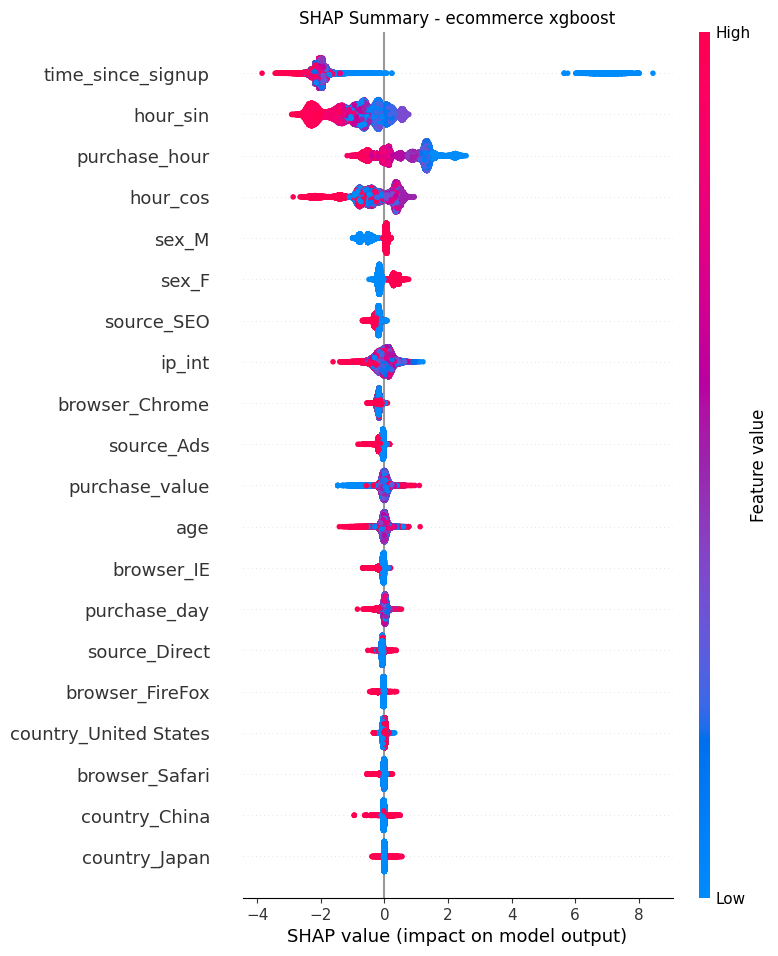 SHAP Summary - ecommerce xgboost
High
time_since_signup
hour_sin
purchase_hour
hour_cos
sex_M
sex_F
source_SEO
ip_int
browser_Chrome
source_Ads
purchase_value
age
browser_IE
purchase_day
source_Direct
browser_FireFox
country_United States
browser_Safari
country_China
country_Japan
Feature value
Low
−4 −2 0 2 4 6 8
SHAP value (impact on model output)